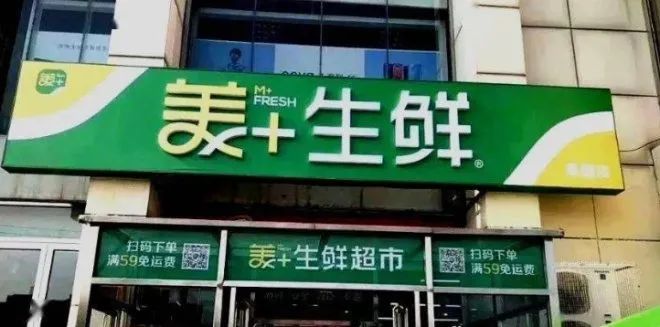 美+
美+
M+
FRESH
生鲜®
扫码下单
满59免运费
美+生鲜超市
扫码下单
满59免运费